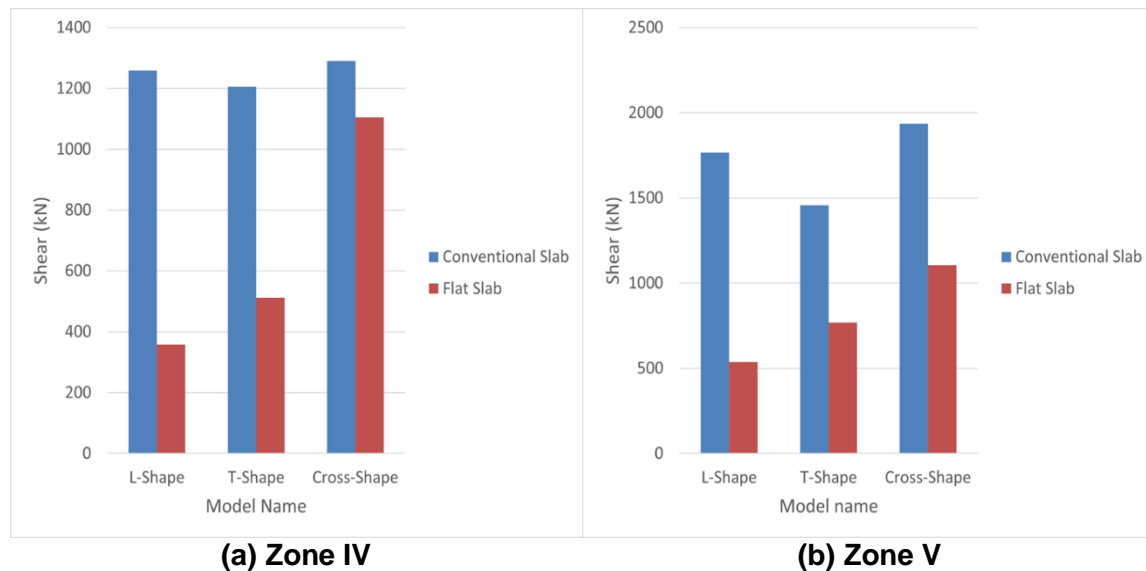 1400
1200
1000
800
600
400
200
0
Shear (kN)
L-Shape
T-Shape
Cross-Shape
Model Name
Conventional Slab
Flat Slab
(a) Zone IV
2500
2000
1500
1000
500
0
Shear (kN)
L-Shape
T-Shape
Cross-Shape
Model name
Conventional Slab
Flat Slab
(b) Zone V